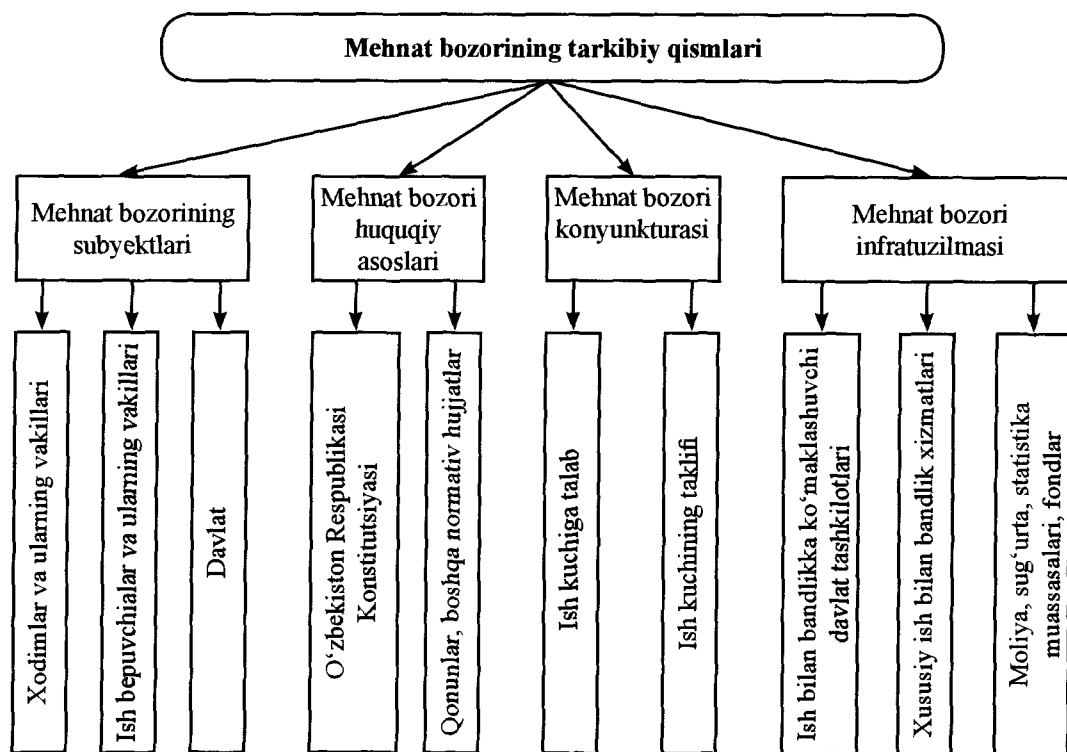 Mehnat bozorining tarkibiy qismlari
Mehnat bozorining
subyektlari
Mehnat bozori
huquqiy
asoslari
Mehnat bozori
konyunkturasi
Mehnat bozori
infratuzilmasi
Xodimlar va ularning vakillari
Ish bepuvchialar va ularning vakillari
Davlat
O‘zbekiston Respublikasi
Konstitutsiyasi
Qonunlar, boshqa normativ hujjatlar
Ish kuchiga talab
Ish kuchining taklifi
Ish bilan bandlikka ko‘maklashuvchi
davlat tashkilotlari
Xususiy ish bilan bandlik xizmatlari
Moliya, sug‘urta, statistika
muassasalari, fondlar